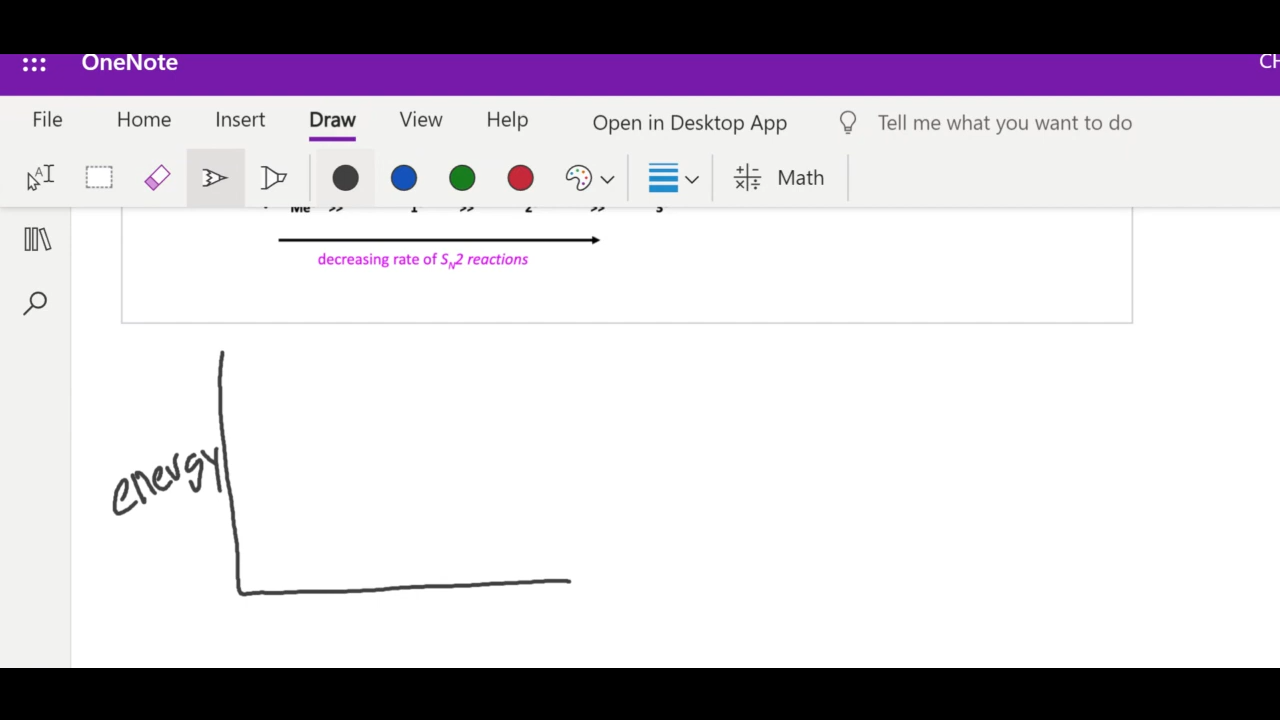 OneNote
CH
File Home Insert Draw View Help Open in Desktop App Tell me what you want to do
Math
Me >> 1 >> 2 >> 3
decreasing rate of SN2 reactions
energy